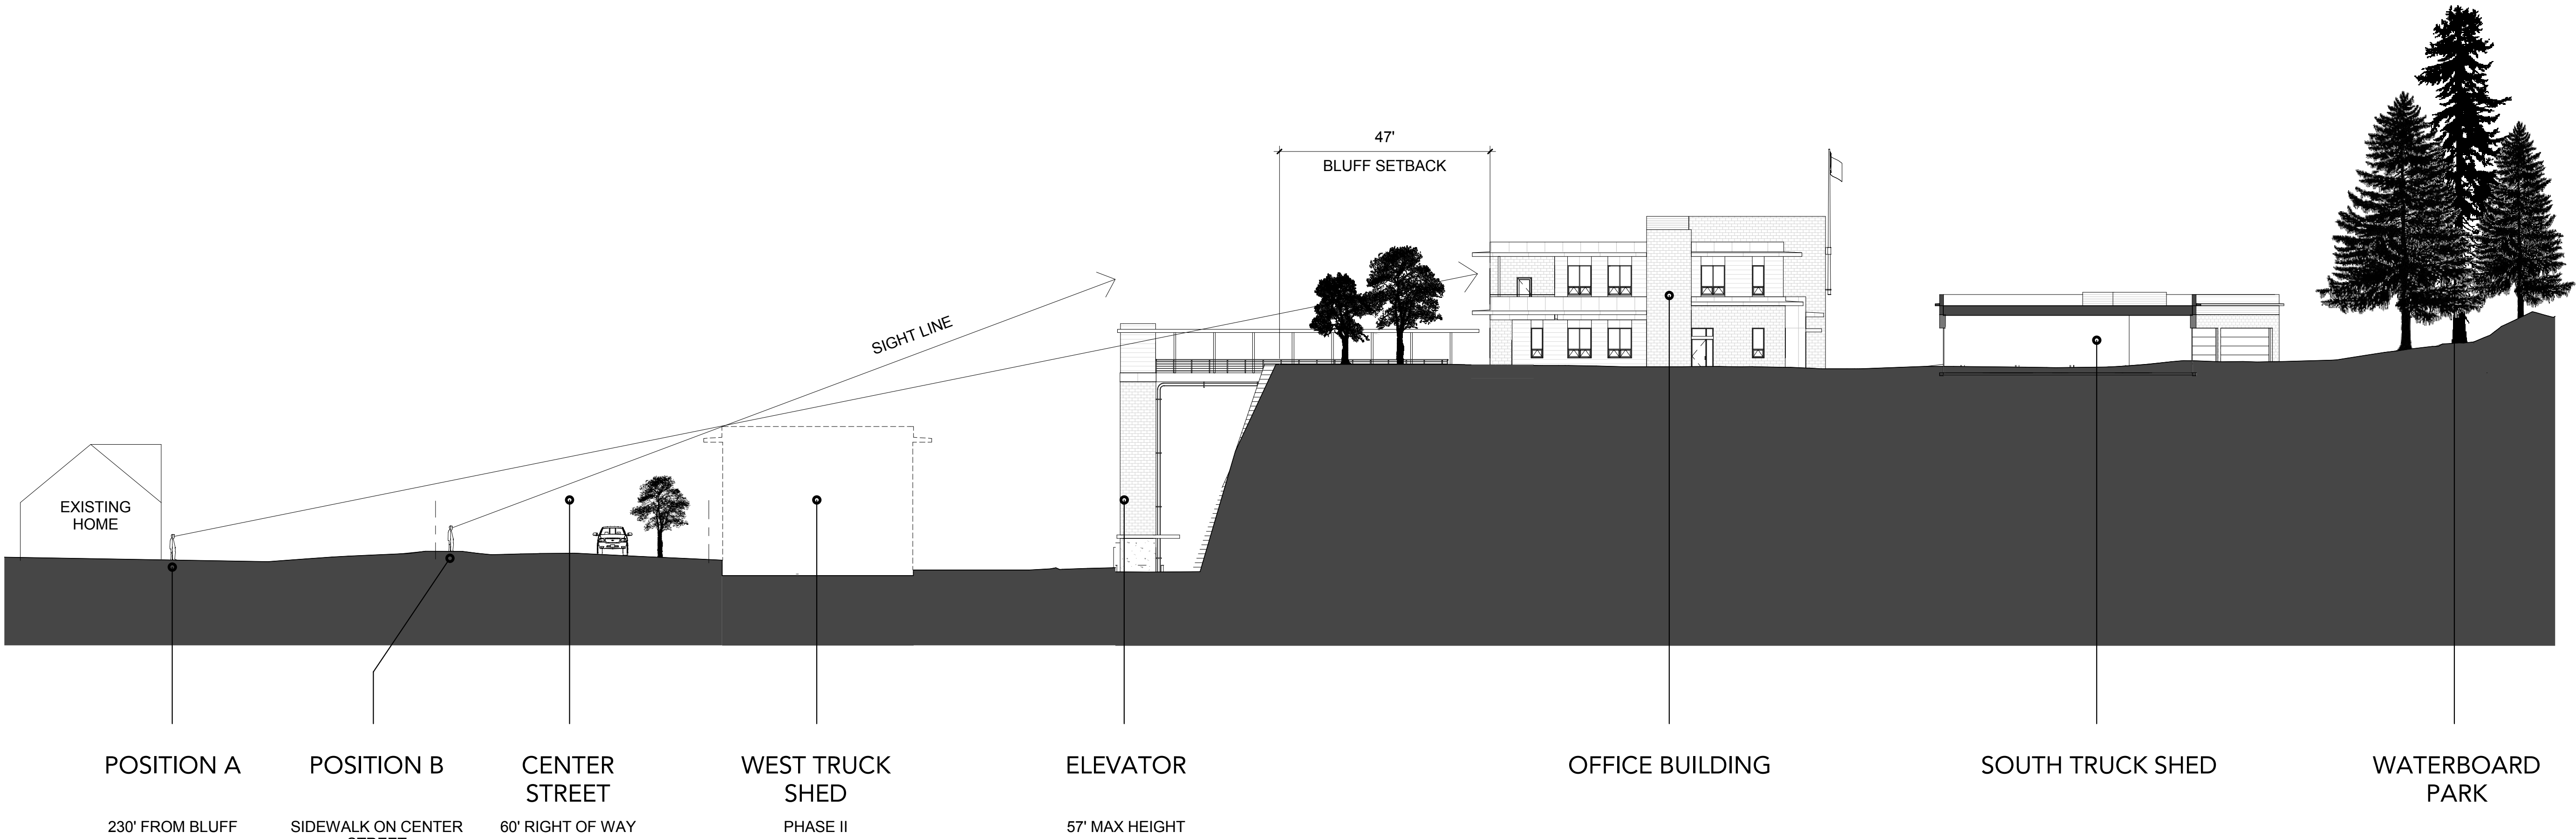 47'
BLUFF SETBACK
SIGHT LINE
EXISTING
HOME
POSITION A
230' FROM BLUFF
POSITION B
SIDEWALK ON CENTER
STREET
CENTER
STREET
60' RIGHT OF WAY
WEST TRUCK
SHED
PHASE II
ELEVATOR
57' MAX HEIGHT
OFFICE BUILDING
SOUTH TRUCK SHED
WATERBOARD
PARK